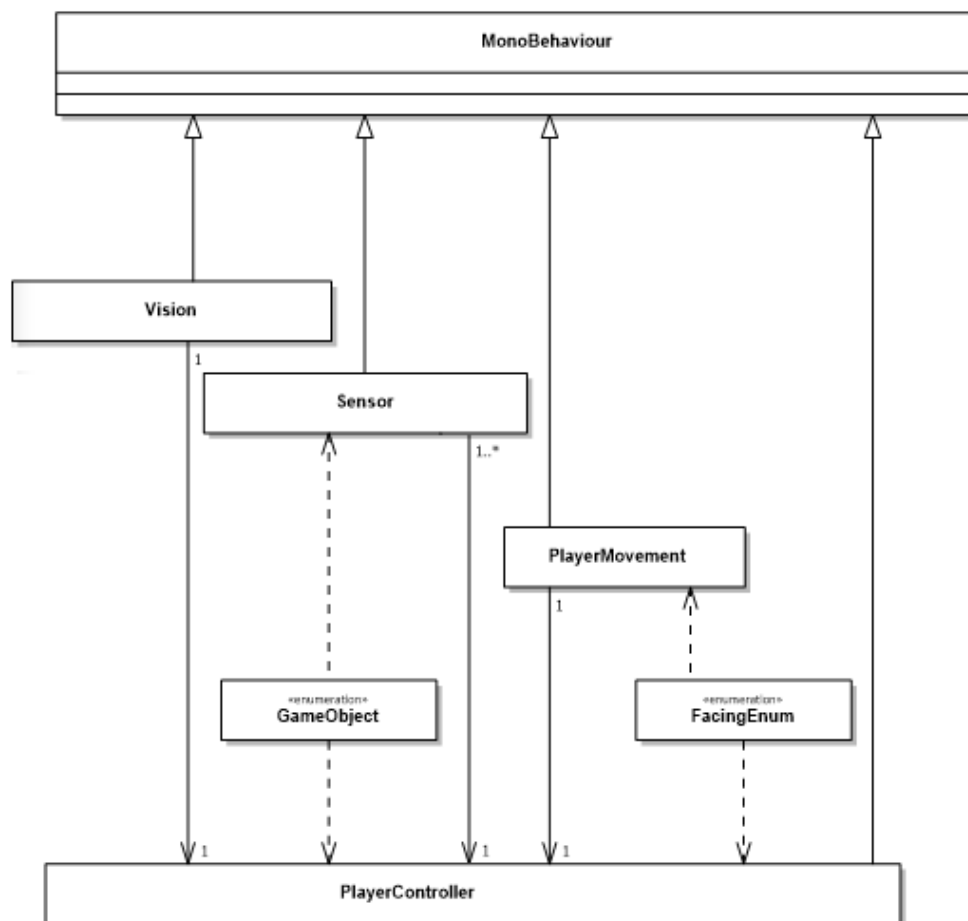 MonoBehaviour
Vision
1
Sensor
1..*
PlayerMovement
1
«enumeration»
GameObject
«enumeration»
FacingEnum
1
1
1
PlayerController